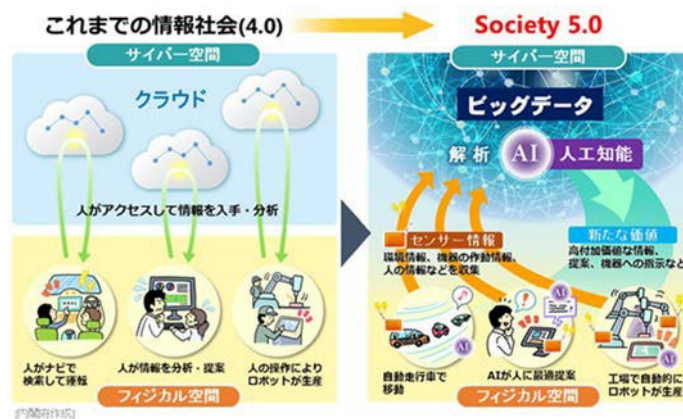 これまでの情報社会(4.0)
サイバー空間
クラウド
人がアクセスして情報を入手・分析
人がナビで
検索して運転
人が情報を分析・提案
人の操作により
ロボットが生産
フィジカル空間
Society 5.0
サイバー空間
ビッグデータ
解析 AI 人工知能
センサー情報
環境情報、機器の作動情報、
人の情報などを収集
新たな価値
高付加価値な情報、
提案、機器への指示など
AI
AI
AI
自動走行車で
移動
AIが人に最適提案
工場で自動的に
ロボットが生産
フィジカル空間
[内閣府作成]